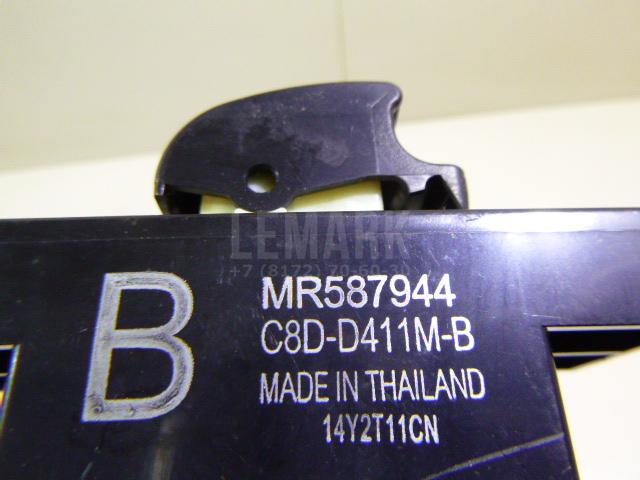 LEMARK
B
MR587944
C8D-D411M-B
MADE IN THAILAND
14Y2T11CN